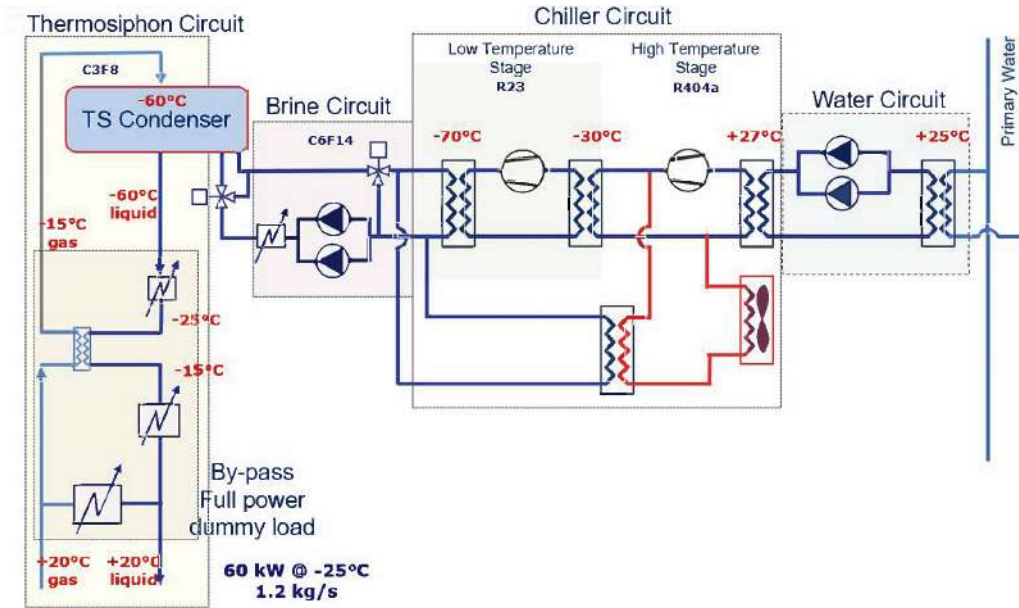 Thermosiphon Circuit
C3F8
-60°C
TS Condenser
-60°C
liquid
-15°C
gas
-25°C
-15°C
By-pass
Full power
dummy load
+20°C
gas
+20°C
liquid
60 kW @ -25°C
1.2 kg/s
Brine Circuit
C6F14
Chiller Circuit
Low Temperature
Stage
R23
High Temperature
Stage
R404a
-70°C
-30°C
+27°C
Water Circuit
+25°C
Primary Water